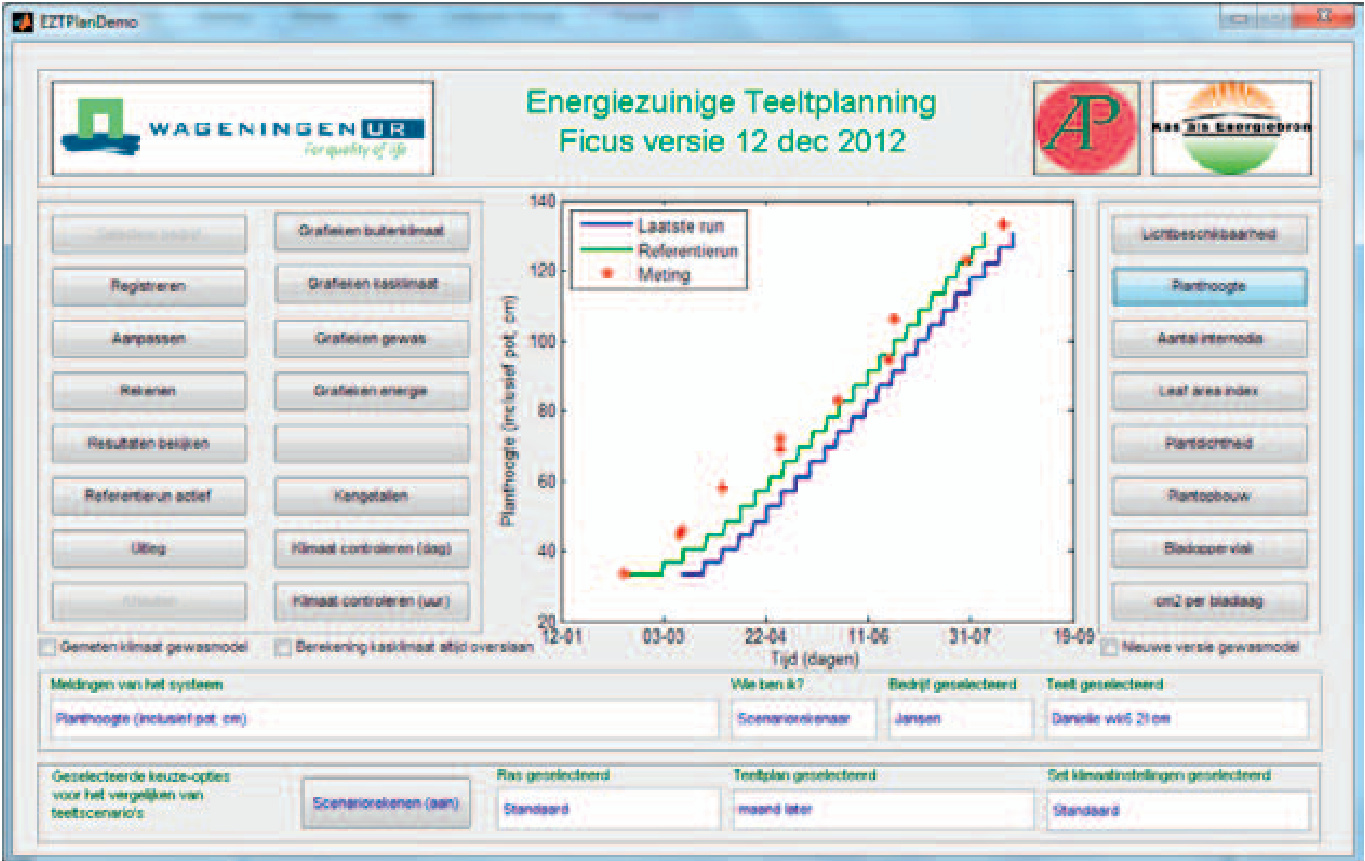 EZTPlanDemo
WAGENINGEN UR
For quality of life
Energiezuinige Teeltplanning
Ficus versie 12 dec 2012
AP
Kas als Energiebron
Registreren
Aanpassen
Rekenen
Resultaten bekijken
Referentierun actief
Uitleg
Afsluiten
Grafieken buitenklimaat
Grafieken kasklimaat
Grafieken gewas
Grafieken energie
Kengetallen
Klimaat controleren (dag)
Klimaat controleren (uur)
Gemeten klimaat gewasmodel
Berekening kasklimaat altijd overslaan
Laatste run
Referentierun
Meting
Planthoogte (inclusief pot, cm)
140
120
100
80
60
40
20
12-01
03-03
22-04
11-06
31-07
19-09
Tijd (dagen)
Lichtbeschikbaarheid
Planthoogte
Aantal internodia
Leaf area index
Plantdichtheid
Plantopbouw
Bladoppervlak
cm2 per bladlaag
Nieuwe versie gewasmodel
Meldingen van het systeem
Planthoogte (inclusief pot, cm)
Wie ben ik?
Scenariorekenaar
Bedrijf geselecteerd
Jansen
Teelt geselecteerd
Danielle wk6 21cm
Geselecteerde keuze-opties
voor het vergelijken van
teeltscenario's
Scenariorekenen (aan)
Ras geselecteerd
Standaard
Teeltplan geselecteerd
maand later
Set klimaatinstellingen geselecteerd
Standaard